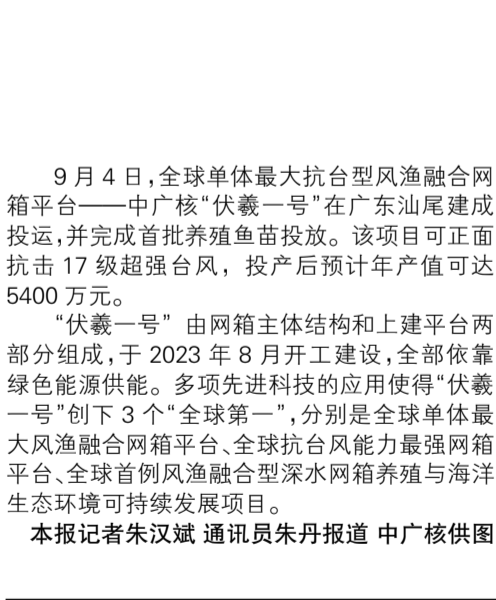 9 月 4 日，全球单体最大抗台型风渔融合网
箱平台——中广核“伏羲一号”在广东汕尾建成
投运，并完成首批养殖鱼苗投放。该项目可正面
抗击 17 级超强台风，投产后预计年产值可达
5400 万元。
“伏羲一号”由网箱主体结构和上建平台两
部分组成，于 2023 年 8 月开工建设，全部依靠
绿色能源供能。多项先进科技的应用使得“伏羲
一号”创下 3 个“全球第一”，分别是全球单体最
大风渔融合网箱平台、全球抗台风能力最强网箱
平台、全球首例风渔融合型深水网箱养殖与海洋
生态环境可持续发展项目。
本报记者朱汉斌 通讯员朱丹报道 中广核供图